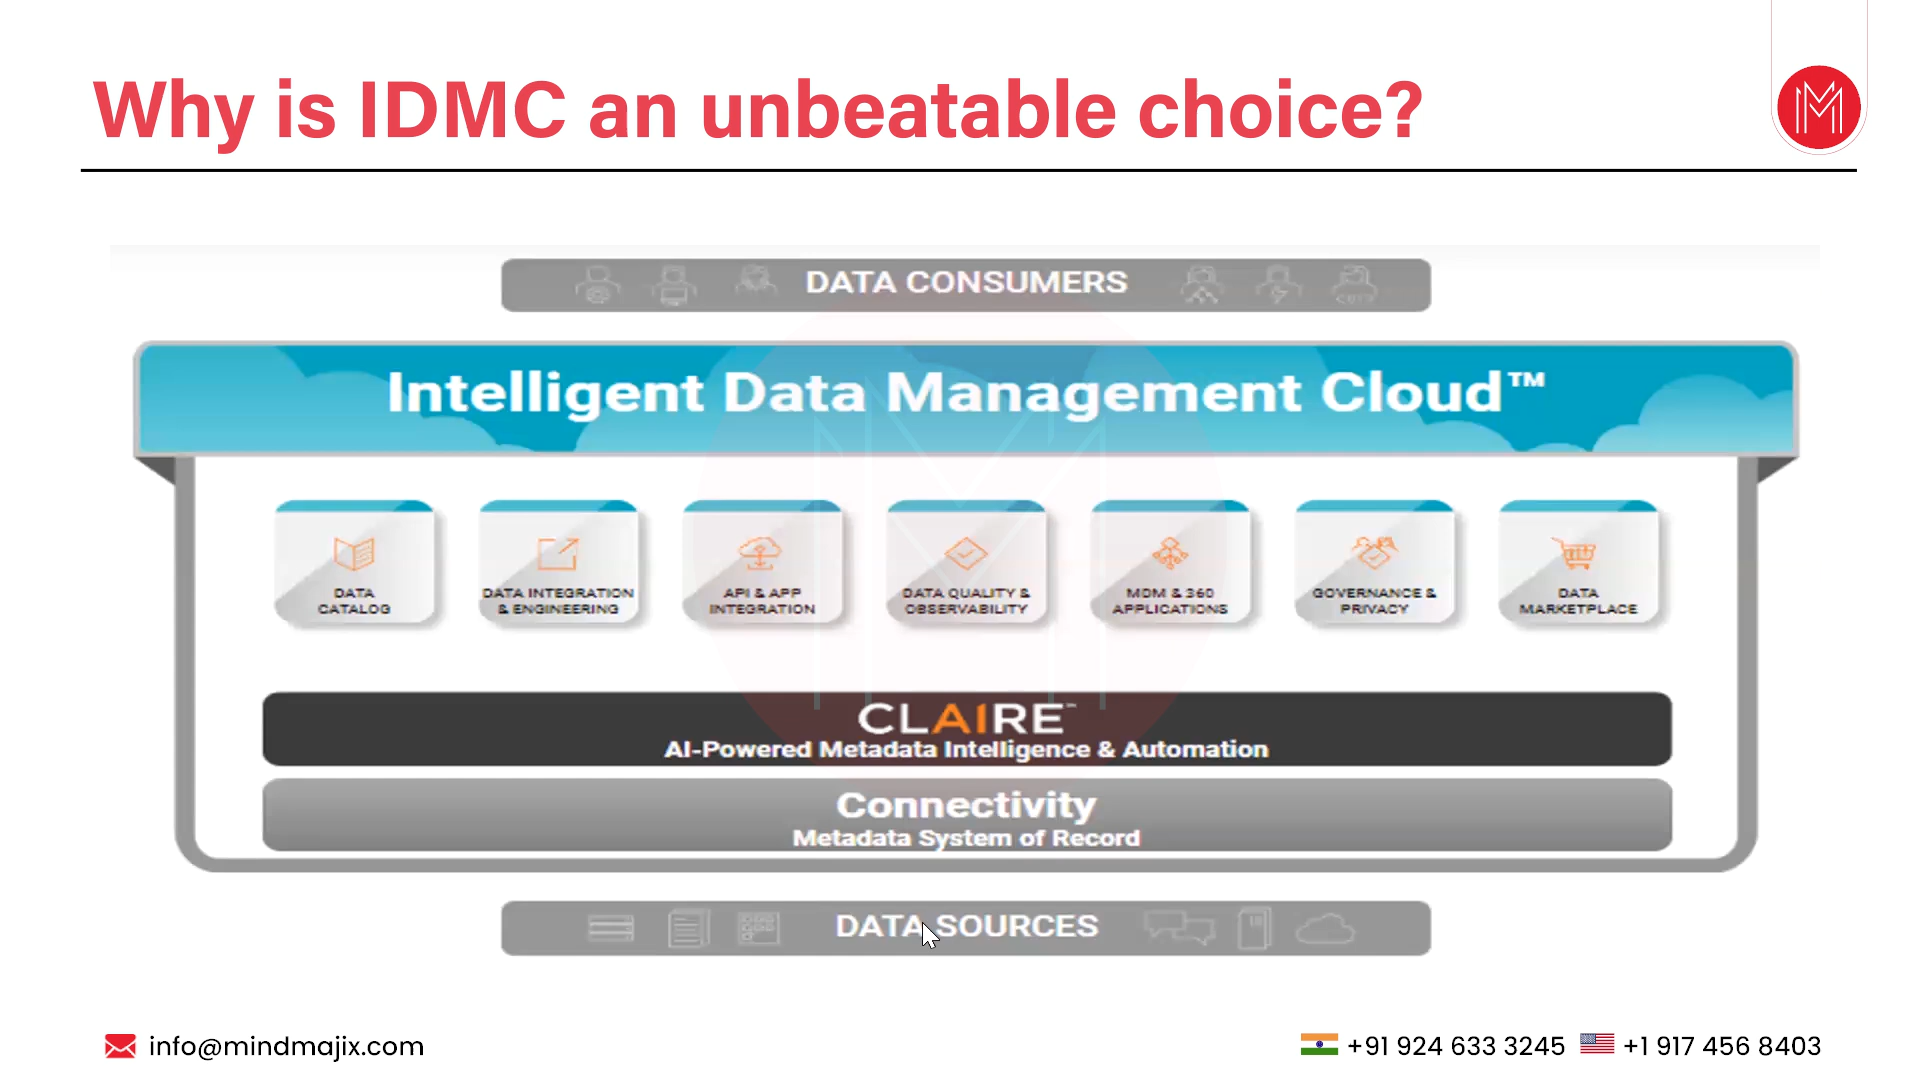 Why is IDMC an unbeatable choice?
DATA CONSUMERS
Intelligent Data Management Cloud™
DATA
CATALOG
DATA INTEGRATION
& ENGINEERING
API & APP
INTEGRATION
DATA QUALITY &
OBSERVABILITY
MDM & 360
APPLICATIONS
GOVERNANCE &
PRIVACY
DATA
MARKETPLACE
CLAIRE™
AI-Powered Metadata Intelligence & Automation
Connectivity
Metadata System of Record
DATA SOURCES
info@mindmajix.com
+91 924 633 3245
+1 917 456 8403